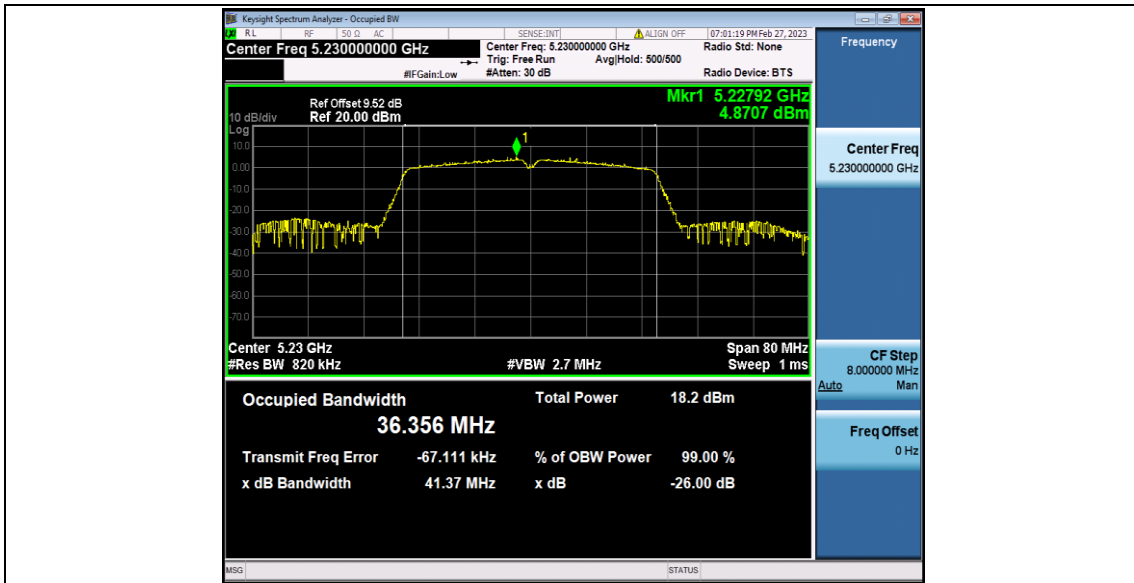 Keysight Spectrum Analyzer - Occupied BW
LXI RL RF 50 Ω AC SENSE:INT ALIGN OFF 07:01:19 PM Feb 27, 2023
Center Freq 5.230000000 GHz
Center Freq: 5.230000000 GHz
Radio Std: None
Trig: Free Run Avg|Hold: 500/500
#IFGain:Low #Atten: 30 dB Radio Device: BTS
Frequency
Mkr1 5.22792 GHz
4.8707 dBm
Ref Offset 9.52 dB
10 dB/div Ref 20.00 dBm
Log
10.0
0.00
-10.0
-20.0
-30.0
-40.0
-50.0
-60.0
-70.0
1
Center 5.23 GHz Span 80 MHz
#Res BW 820 kHz #VBW 2.7 MHz Sweep 1 ms
Center Freq
5.230000000 GHz
CF Step
8.000000 MHz
Auto Man
Freq Offset
0 Hz
Occupied Bandwidth Total Power 18.2 dBm
36.356 MHz
Transmit Freq Error -67.111 kHz % of OBW Power 99.00 %
x dB Bandwidth 41.37 MHz x dB -26.00 dB
MSG STATUS